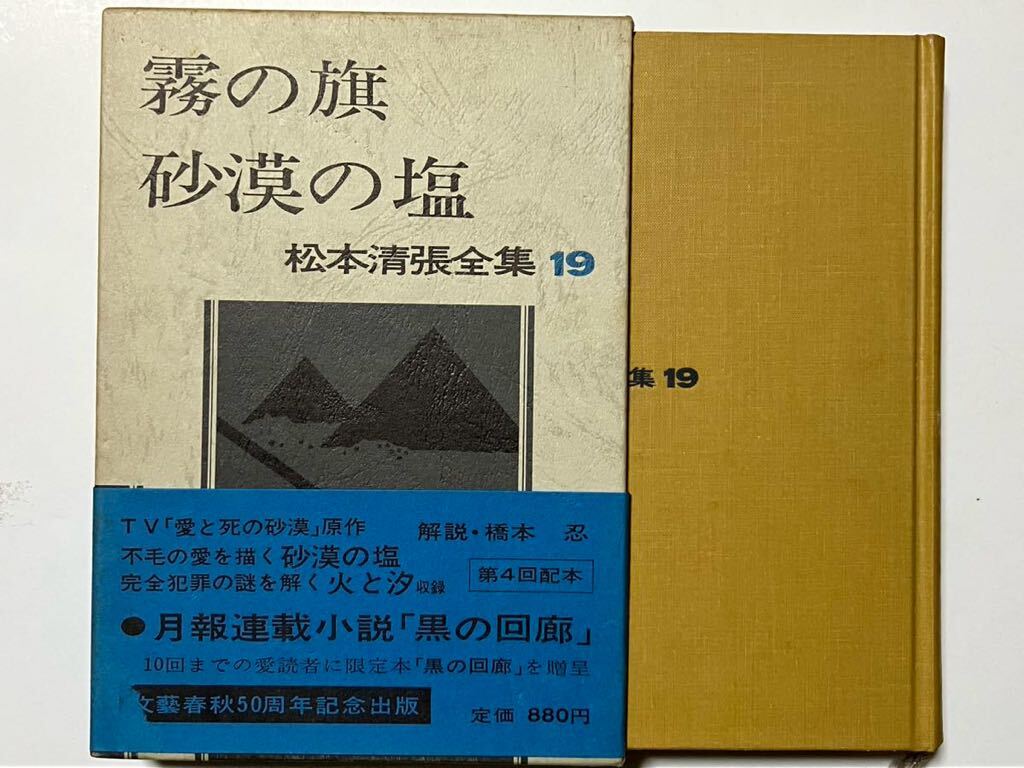 霧の旗
砂漠の塩
松本清張全集 19
集 19
TV「愛と死の砂漠」原作
解説・橋本 忍
不毛の愛を描く砂漠の塩
完全犯罪の謎を解く火と汐収録
第4回配本
●月報連載小説「黒の回廊」
10回までの愛読者に限定本「黒の回廊」を贈呈
文藝春秋50周年記念出版
定価 880円